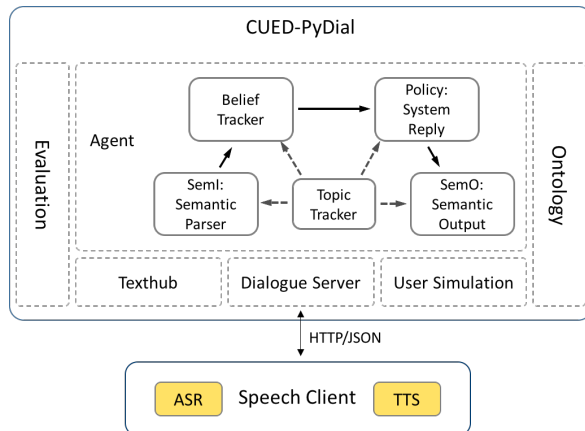 CUED-PyDial
Evaluation
Agent
Belief
Tracker
Policy:
System
Reply
SemI:
Semantic
Parser
Topic
Tracker
SemO:
Semantic
Output
Ontology
Texthub
Dialogue Server
User Simulation
HTTP/JSON
ASR
Speech Client
TTS